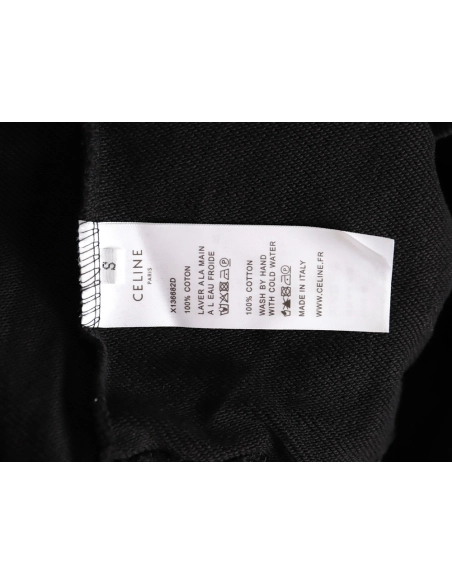 S
CELINE
PARIS
X136682D
100% COTON
LAVER A LA MAIN
A L EAU FROIDE
100% COTTON
WASH BY HAND
WITH COLD WATER
MADE IN ITALY
WWW.CELINE.FR